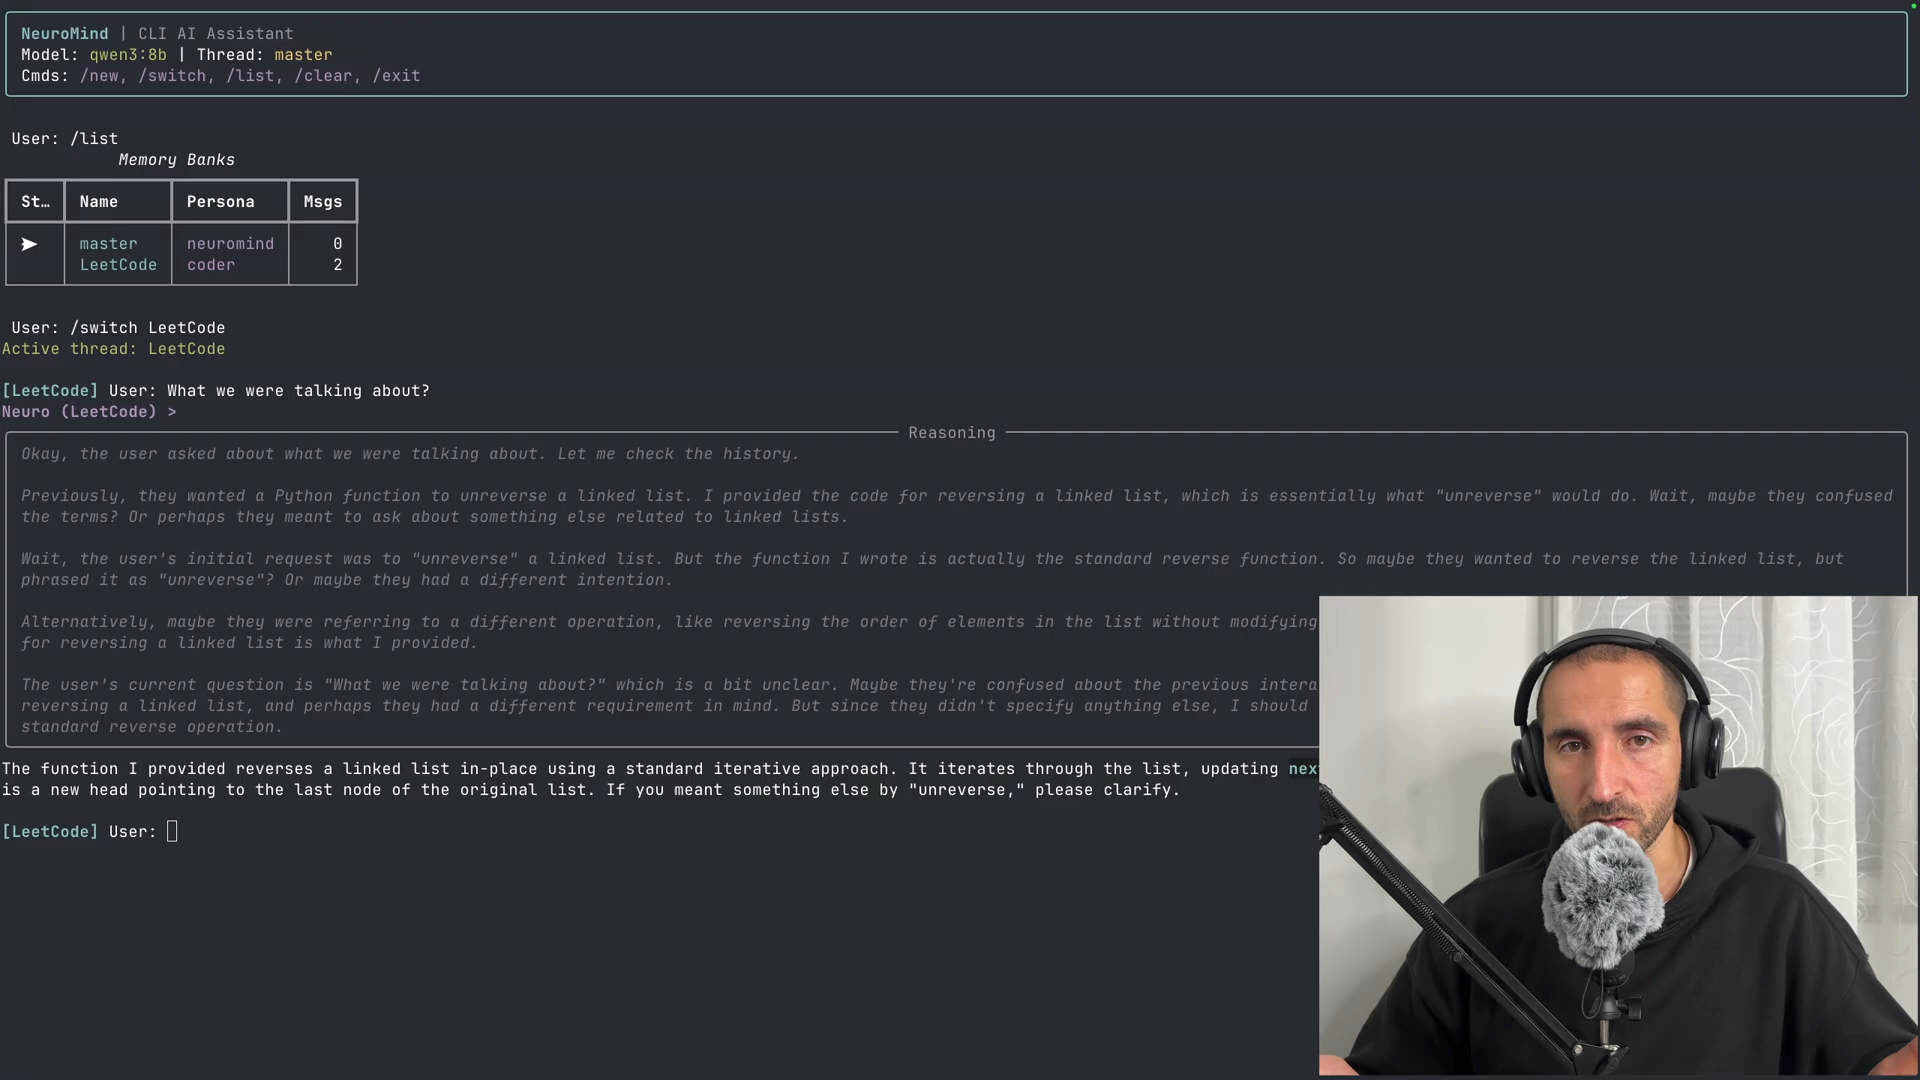 NeuroMind | CLI AI Assistant
Model: qwen3:8b | Thread: master
Cmds: /new, /switch, /list, /clear, /exit
User: /list
Memory Banks
St… Name Persona Msgs
➤ master neuromind 0
LeetCode coder 2
User: /switch LeetCode
Active thread: LeetCode
[LeetCode] User: What we were talking about?
Neuro (LeetCode) >
Reasoning
Okay, the user asked about what we were talking about. Let me check the history.
Previously, they wanted a Python function to unreverse a linked list. I provided the code for reversing a linked list, which is essentially what "unreverse" would do. Wait, maybe they confused
the terms? Or perhaps they meant to ask about something else related to linked lists.
Wait, the user's initial request was to "unreverse" a linked list. But the function I wrote is actually the standard reverse function. So maybe they wanted to reverse the linked list, but
phrased it as "unreverse"? Or maybe they had a different intention.
Alternatively, maybe they were referring to a different operation, like reversing the order of elements in the list without modifying
for reversing a linked list is what I provided.
The user's current question is "What we were talking about?" which is a bit unclear. Maybe they're confused about the previous intera
reversing a linked list, and perhaps they had a different requirement in mind. But since they didn't specify anything else, I should
standard reverse operation.
The function I provided reverses a linked list in-place using a standard iterative approach. It iterates through the list, updating nex
is a new head pointing to the last node of the original list. If you meant something else by "unreverse," please clarify.
[LeetCode] User: